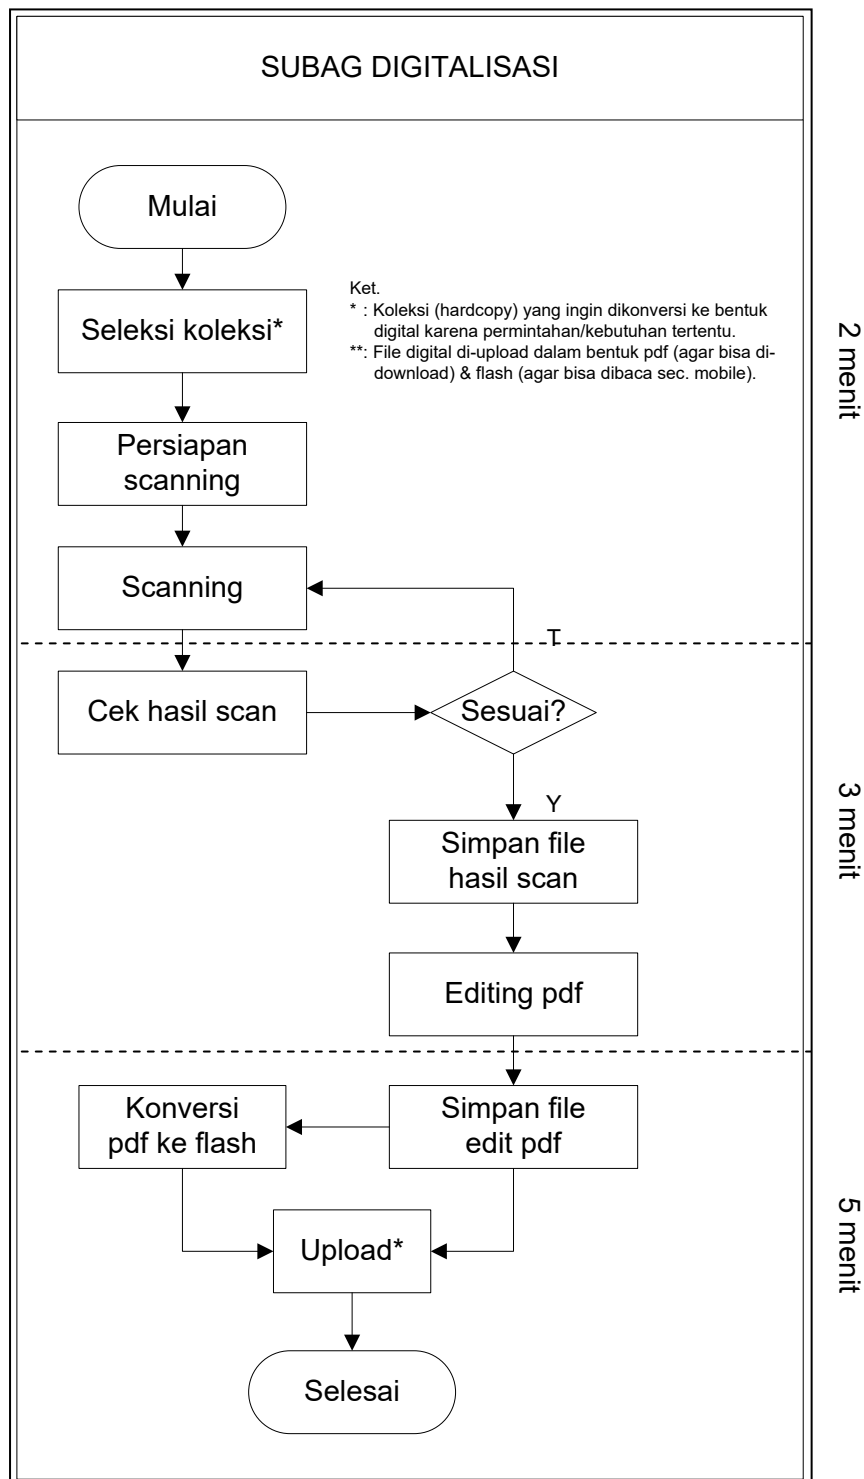 SUBAG DIGITALISASI
Mulai
Seleksi koleksi*
Ket.
* : Koleksi (hardcopy) yang ingin dikonversi ke bentuk
digital karena permintahan/kebutuhan tertentu.
**: File digital di-upload dalam bentuk pdf (agar bisa di-
download) & flash (agar bisa dibaca sec. mobile).
2 menit
Persiapan
scanning
Scanning
T
Cek hasil scan
Sesuai?
Y
3 menit
Simpan file
hasil scan
Editing pdf
Konversi
pdf ke flash
Simpan file
edit pdf
5 menit
Upload*
Selesai